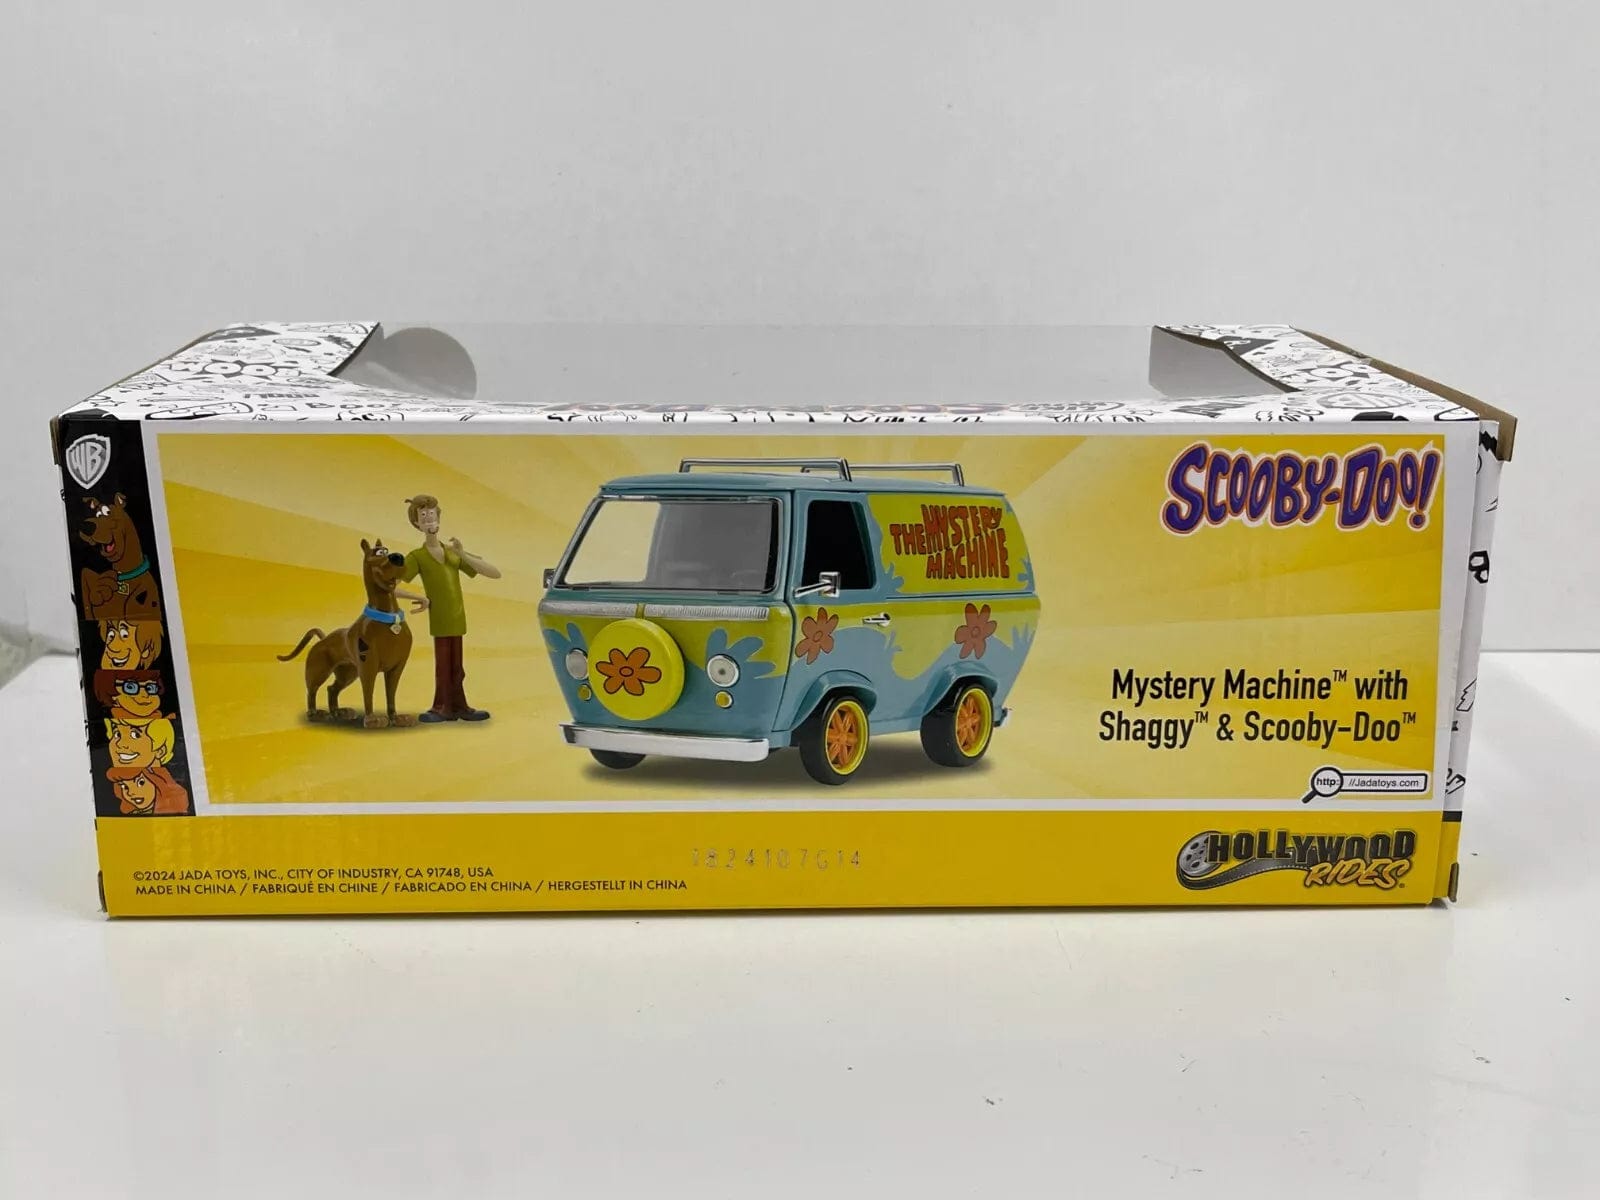 WB
SCOOBY-DOO!
THE MYSTERY
MACHINE
Mystery Machine™ with
Shaggy™ & Scooby-Doo™
http: //Jadatoys.com
HOLLYWOOD
RIDES®
1824107G14
©2024 JADA TOYS, INC., CITY OF INDUSTRY, CA 91748, USA
MADE IN CHINA / FABRIQUÉ EN CHINE / FABRICADO EN CHINA / HERGESTELLT IN CHINA